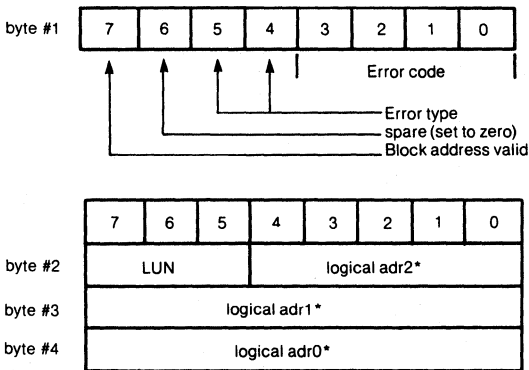 byte #1 7 6 5 4 3 2 1 0
Error code
Error type
spare (set to zero)
Block address valid
7 6 5 4 3 2 1 0
byte #2 LUN logical adr2*
byte #3 logical adr1*
byte #4 logical adr0*